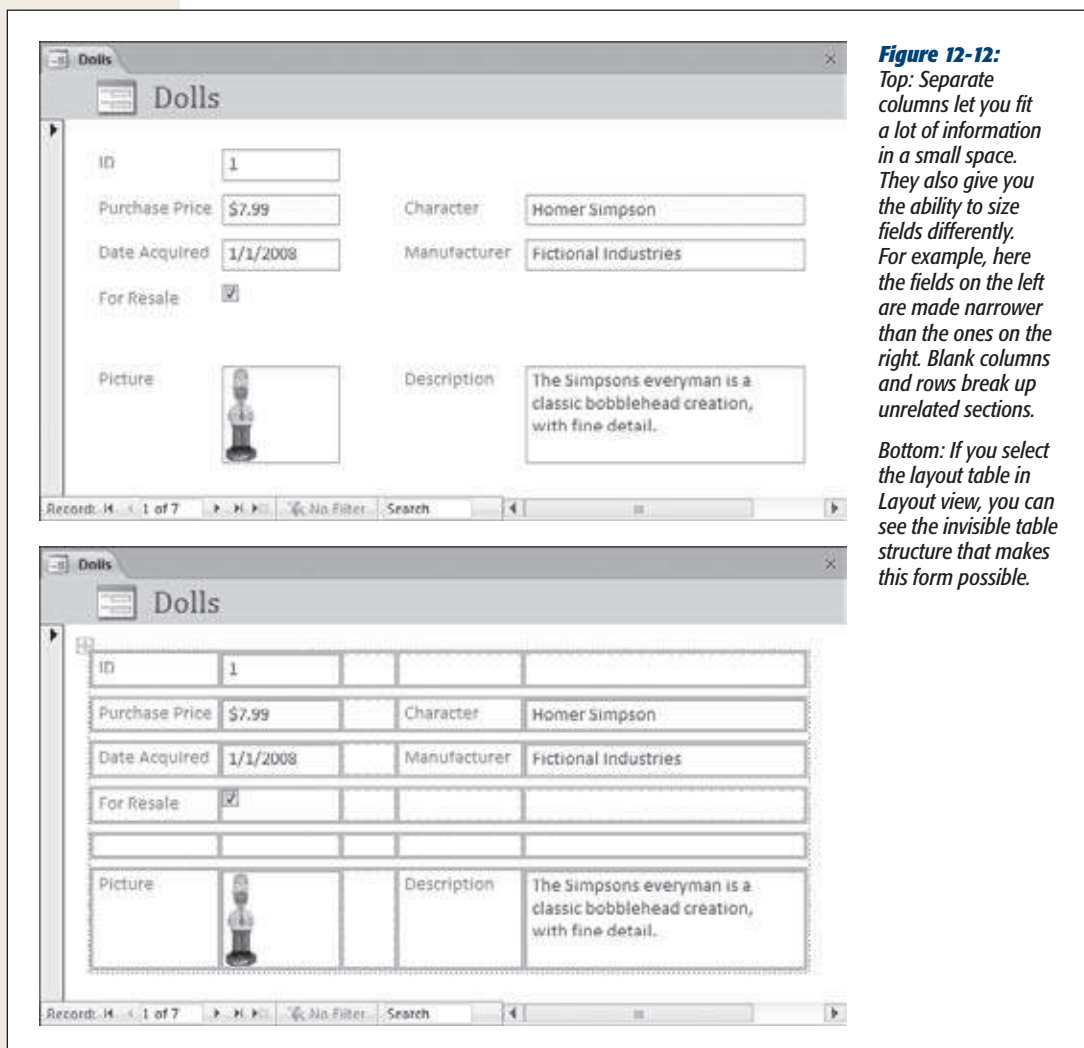 Dolls
Dolls
ID 1
Purchase Price $7.99 Character Homer Simpson
Date Acquired 1/1/2008 Manufacturer Fictional Industries
For Resale
Picture Description The Simpsons everyman is a
classic bobblehead creation,
with fine detail.
Record: 1 of 7 No Filter Search
Dolls
Dolls
ID 1
Purchase Price $7.99 Character Homer Simpson
Date Acquired 1/1/2008 Manufacturer Fictional Industries
For Resale
Picture Description The Simpsons everyman is a
classic bobblehead creation,
with fine detail.
Record: 1 of 7 No Filter Search
Figure 12-12:
Top: Separate
columns let you fit
a lot of information
in a small space.
They also give you
the ability to size
fields differently.
For example, here
the fields on the left
are made narrower
than the ones on the
right. Blank columns
and rows break up
unrelated sections.
Bottom: If you select
the layout table in
Layout view, you can
see the invisible table
structure that makes
this form possible.